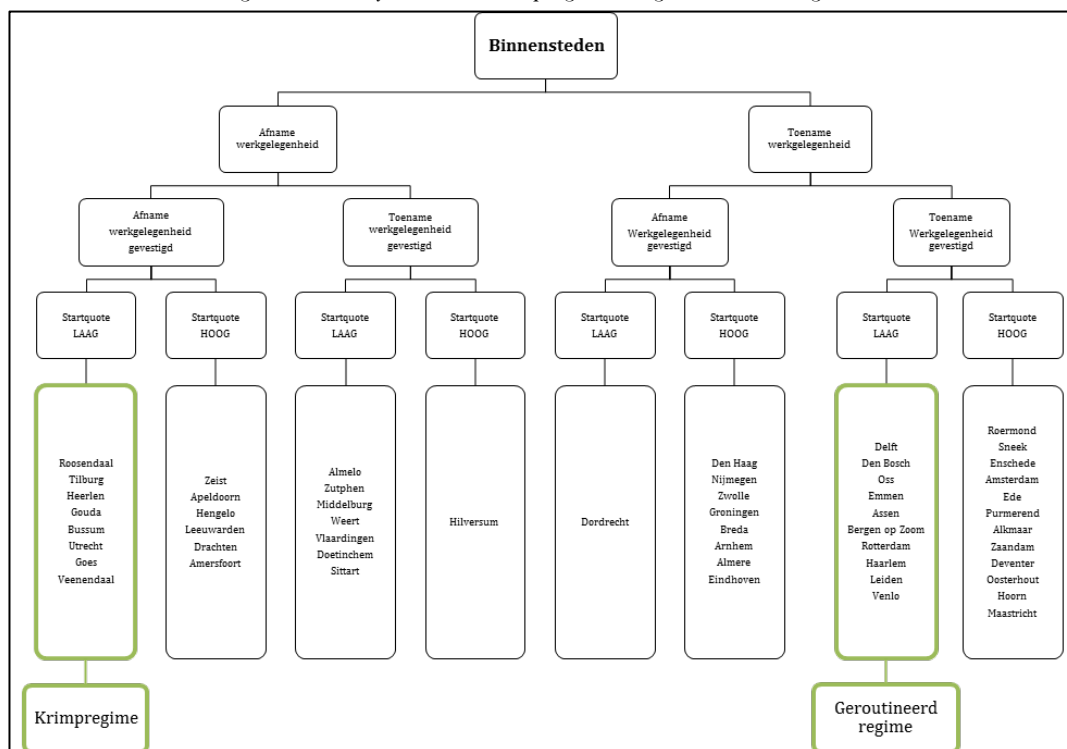 Binnensteden
Afname
werkgelegenheid
Toename
werkgelegenheid
Afname
werkgelegenheid
gevestigd
Toename
werkgelegenheid
gevestigd
Afname
Werkgelegenheid
gevestigd
Toename
Werkgelegenheid
gevestigd
Startquote
LAAG
Startquote
HOOG
Startquote
LAAG
Startquote
HOOG
Startquote
LAAG
Startquote
HOOG
Startquote
LAAG
Startquote
HOOG
Roosendaal
Tilburg
Heerlen
Gouda
Bussum
Utrecht
Goes
Veenendaal
Zeist
Apeldoorn
Hengelo
Leeuwarden
Drachten
Amersfoort
Almelo
Zutphen
Middelburg
Weert
Vlaardingen
Doetinchem
Sittart
Hilversum
Dordrecht
Den Haag
Nijmegen
Zwolle
Groningen
Breda
Arnhem
Almere
Eindhoven
Delft
Den Bosch
Oss
Emmen
Assen
Bergen op Zoom
Rotterdam
Haarlem
Leiden
Venlo
Roermond
Sneek
Enschede
Amsterdam
Ede
Purmerend
Alkmaar
Zaandam
Deventer
Oosterhout
Hoorn
Maastricht
Krimpregime
Geroutineerd
regime